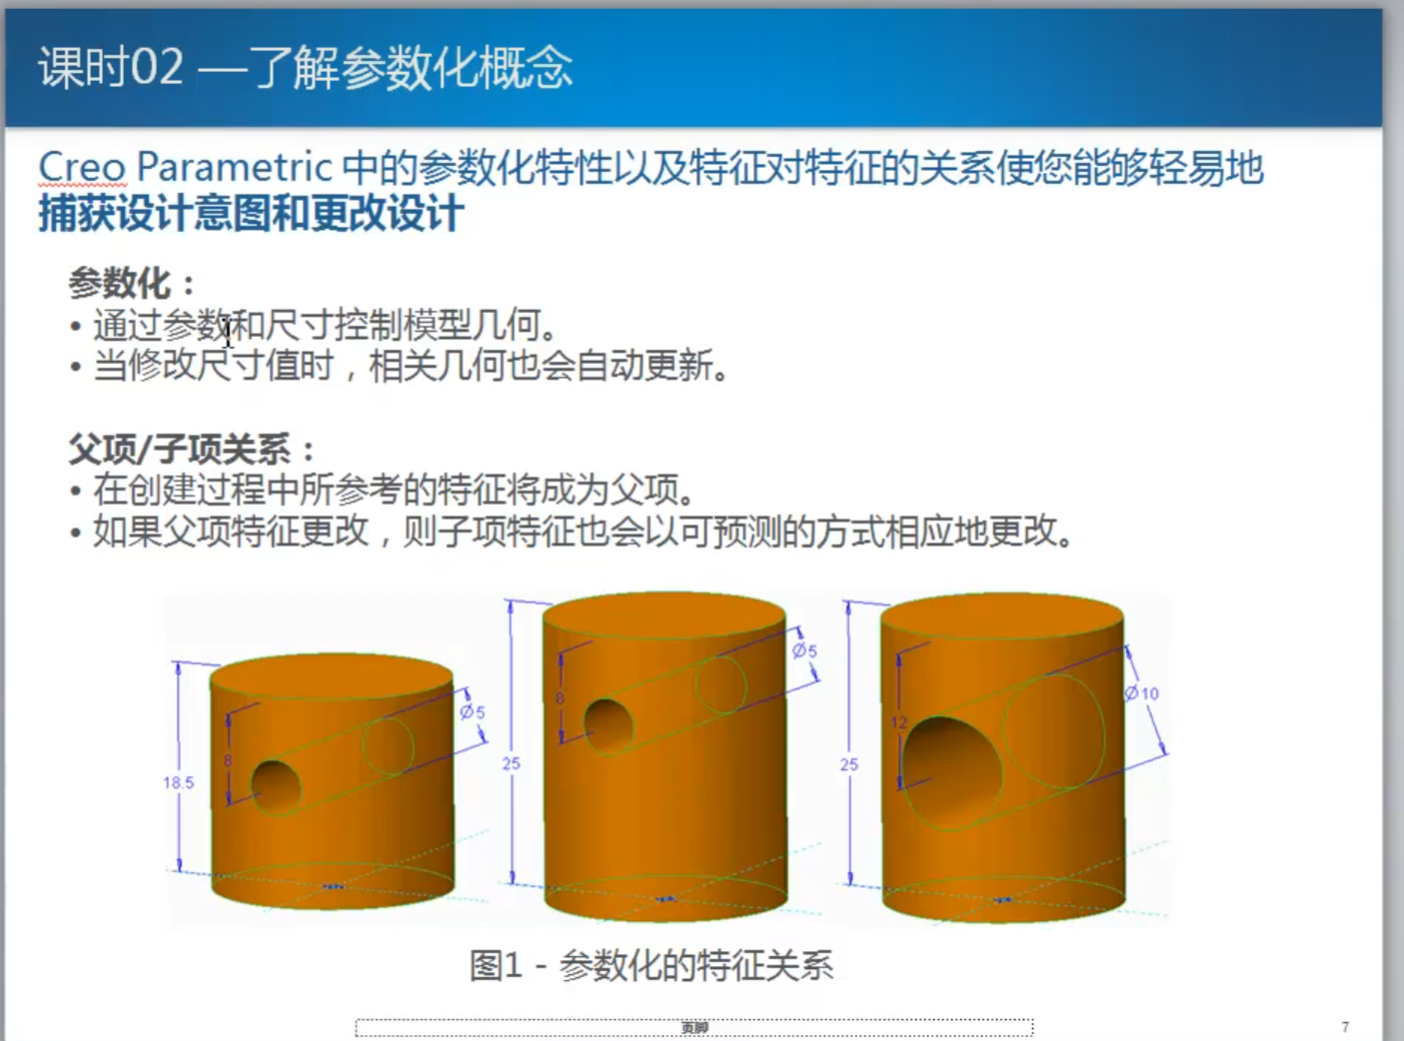 课时02 —了解参数化概念
Creo Parametric 中的参数化特性以及特征对特征的关系使您能够轻易地
捕获设计意图和更改设计
参数化：
• 通过参数和尺寸控制模型几何。
• 当修改尺寸值时，相关几何也会自动更新。
父项/子项关系：
• 在创建过程中所参考的特征将成为父项。
• 如果父项特征更改，则子项特征也会以可预测的方式相应地更改。
18.5
8
Ø5
25
8
Ø5
25
12
Ø10
图1 - 参数化的特征关系
页脚
7